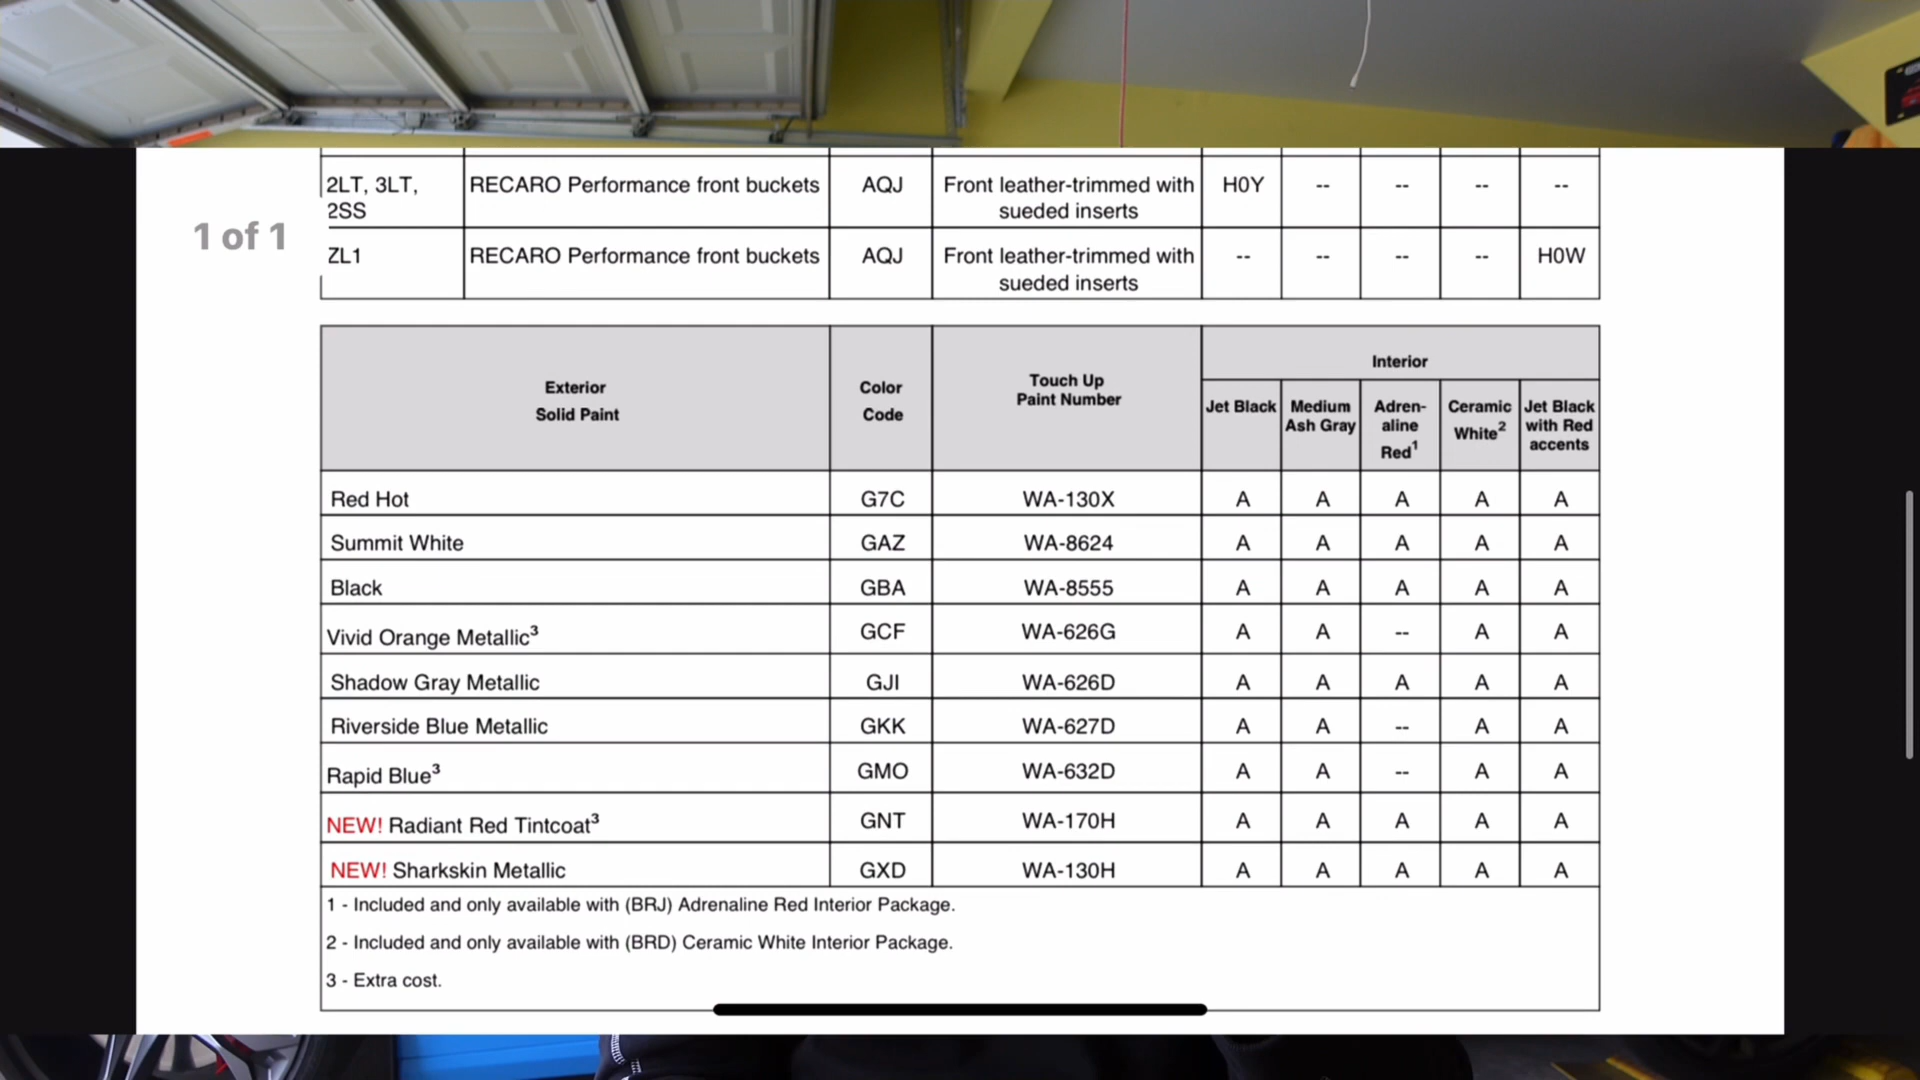 2LT, 3LT, 2SS RECARO Performance front buckets AQJ Front leather-trimmed with sueded inserts H0Y -- -- -- --
1 of 1
ZL1 RECARO Performance front buckets AQJ Front leather-trimmed with sueded inserts -- -- -- -- H0W
Exterior Solid Paint Color Code Touch Up Paint Number Interior
Jet Black Medium Ash Gray Adren-aline Red1 Ceramic White2 Jet Black with Red accents
Red Hot G7C WA-130X A A A A A
Summit White GAZ WA-8624 A A A A A
Black GBA WA-8555 A A A A A
Vivid Orange Metallic3 GCF WA-626G A A -- A A
Shadow Gray Metallic GJI WA-626D A A A A A
Riverside Blue Metallic GKK WA-627D A A -- A A
Rapid Blue3 GMO WA-632D A A -- A A
NEW! Radiant Red Tintcoat3 GNT WA-170H A A A A A
NEW! Sharkskin Metallic GXD WA-130H A A A A A
1 - Included and only available with (BRJ) Adrenaline Red Interior Package.
2 - Included and only available with (BRD) Ceramic White Interior Package.
3 - Extra cost.